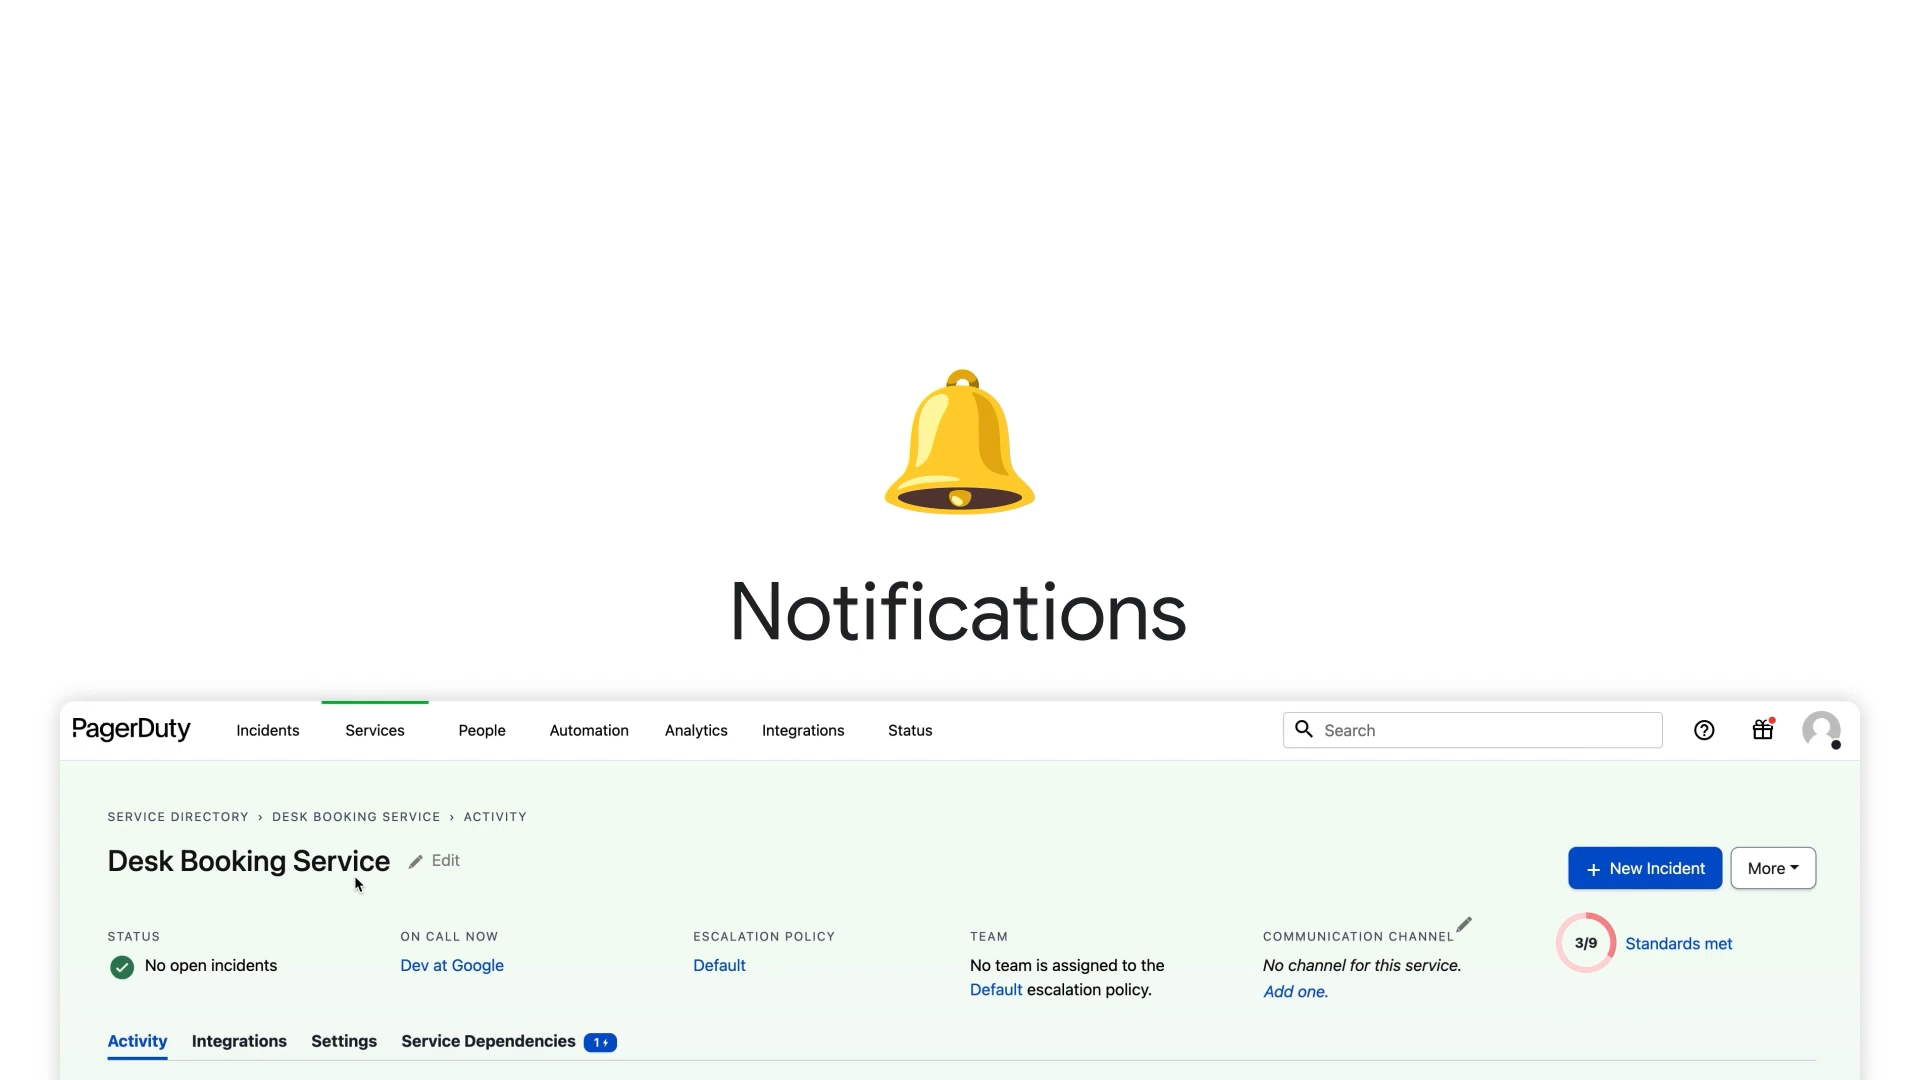 Notifications
PagerDuty Incidents Services People Automation Analytics Integrations Status Search
SERVICE DIRECTORY › DESK BOOKING SERVICE › ACTIVITY
Desk Booking Service Edit
+ New Incident More
STATUS ON CALL NOW ESCALATION POLICY TEAM COMMUNICATION CHANNEL
3/9 Standards met
No open incidents Dev at Google Default No team is assigned to the No channel for this service.
Default escalation policy. Add one.
Activity Integrations Settings Service Dependencies 1